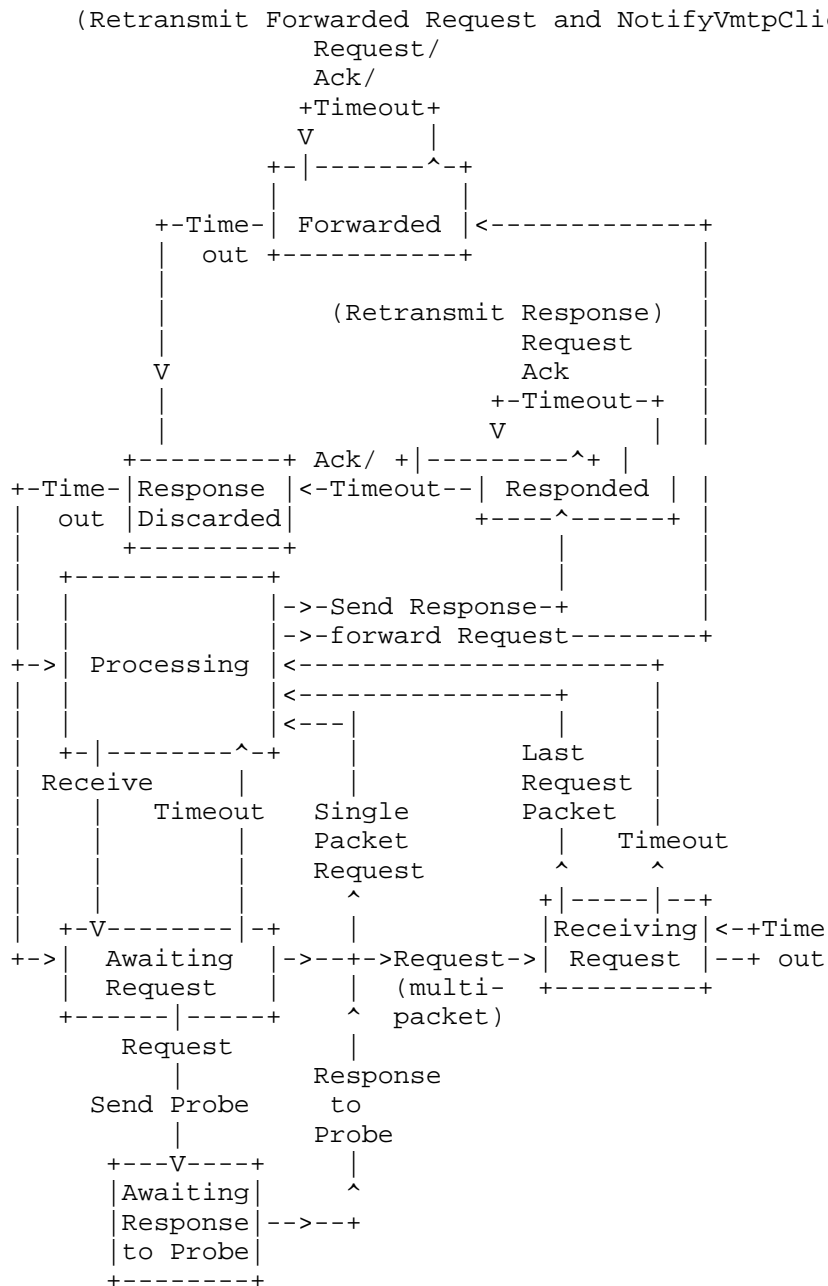 (Retransmit Forwarded Request and NotifyVmtpClie
Request/
Ack/
Timeout
Forwarded
Time-
out
(Retransmit Response)
Request
Ack
Timeout
Ack/
Time- Response Timeout Responded
out Discarded
Send Response
forward Request
Processing
Last
Receive Request
Timeout Single Packet
Packet Timeout
Request
Receiving Time
Awaiting Request Request out
Request (multi-
packet)
Request
Response
Send Probe to
Probe
Awaiting
Response
to Probe